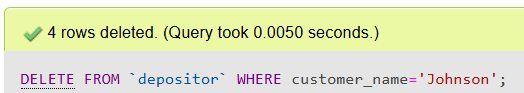 4 rows deleted. (Query took 0.0050 seconds.)
DELETE FROM `depositor` WHERE customer_name='Johnson';